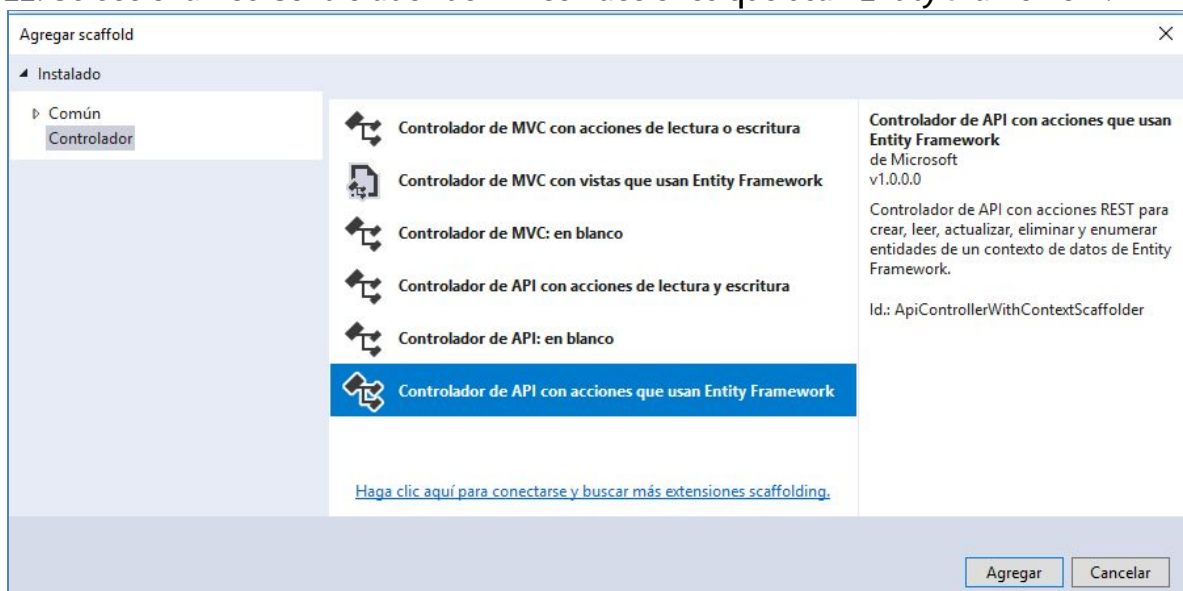 Agregar scaffold
Instalado
Común
Controlador
Controlador de MVC con acciones de lectura o escritura
Controlador de MVC con vistas que usan Entity Framework
Controlador de MVC: en blanco
Controlador de API con acciones de lectura y escritura
Controlador de API: en blanco
Controlador de API con acciones que usan Entity Framework
Haga clic aquí para conectarse y buscar más extensiones scaffolding.
Controlador de API con acciones que usan
Entity Framework
de Microsoft
v1.0.0.0
Controlador de API con acciones REST para
crear, leer, actualizar, eliminar y enumerar
entidades de un contexto de datos de Entity
Framework.
Id.: ApiControllerWithContextScaffolder
Agregar
Cancelar